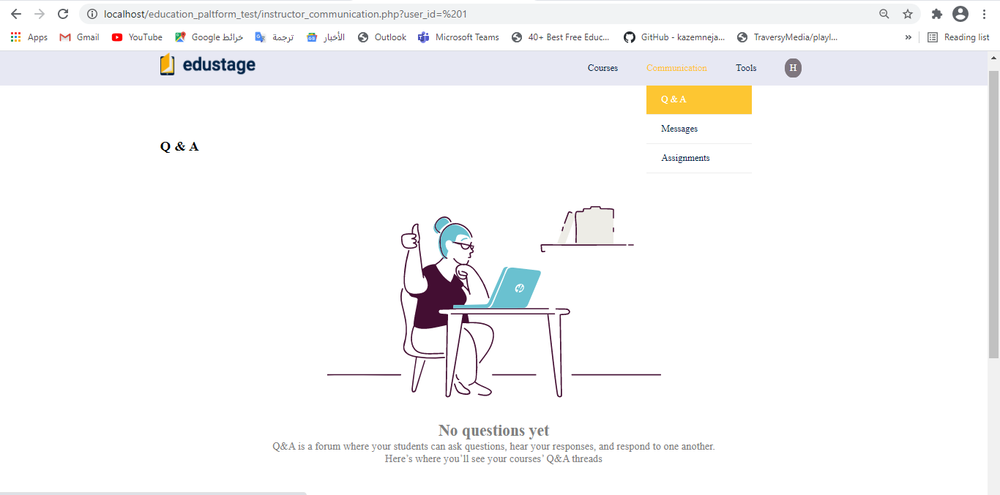 localhost/education_paltform_test/instructor_communication.php?user_id=%201
Apps Gmail YouTube خرائط Google ترجمة الأخبار Outlook Microsoft Teams 40+ Best Free Educ... GitHub - kazemneja... TraversyMedia/playl... » Reading list
edustage Courses Communication Tools H
Q & A
Messages
Assignments
Q & A
No questions yet
Q&A is a forum where your students can ask questions, hear your responses, and respond to one another.
Here’s where you’ll see your courses’ Q&A threads